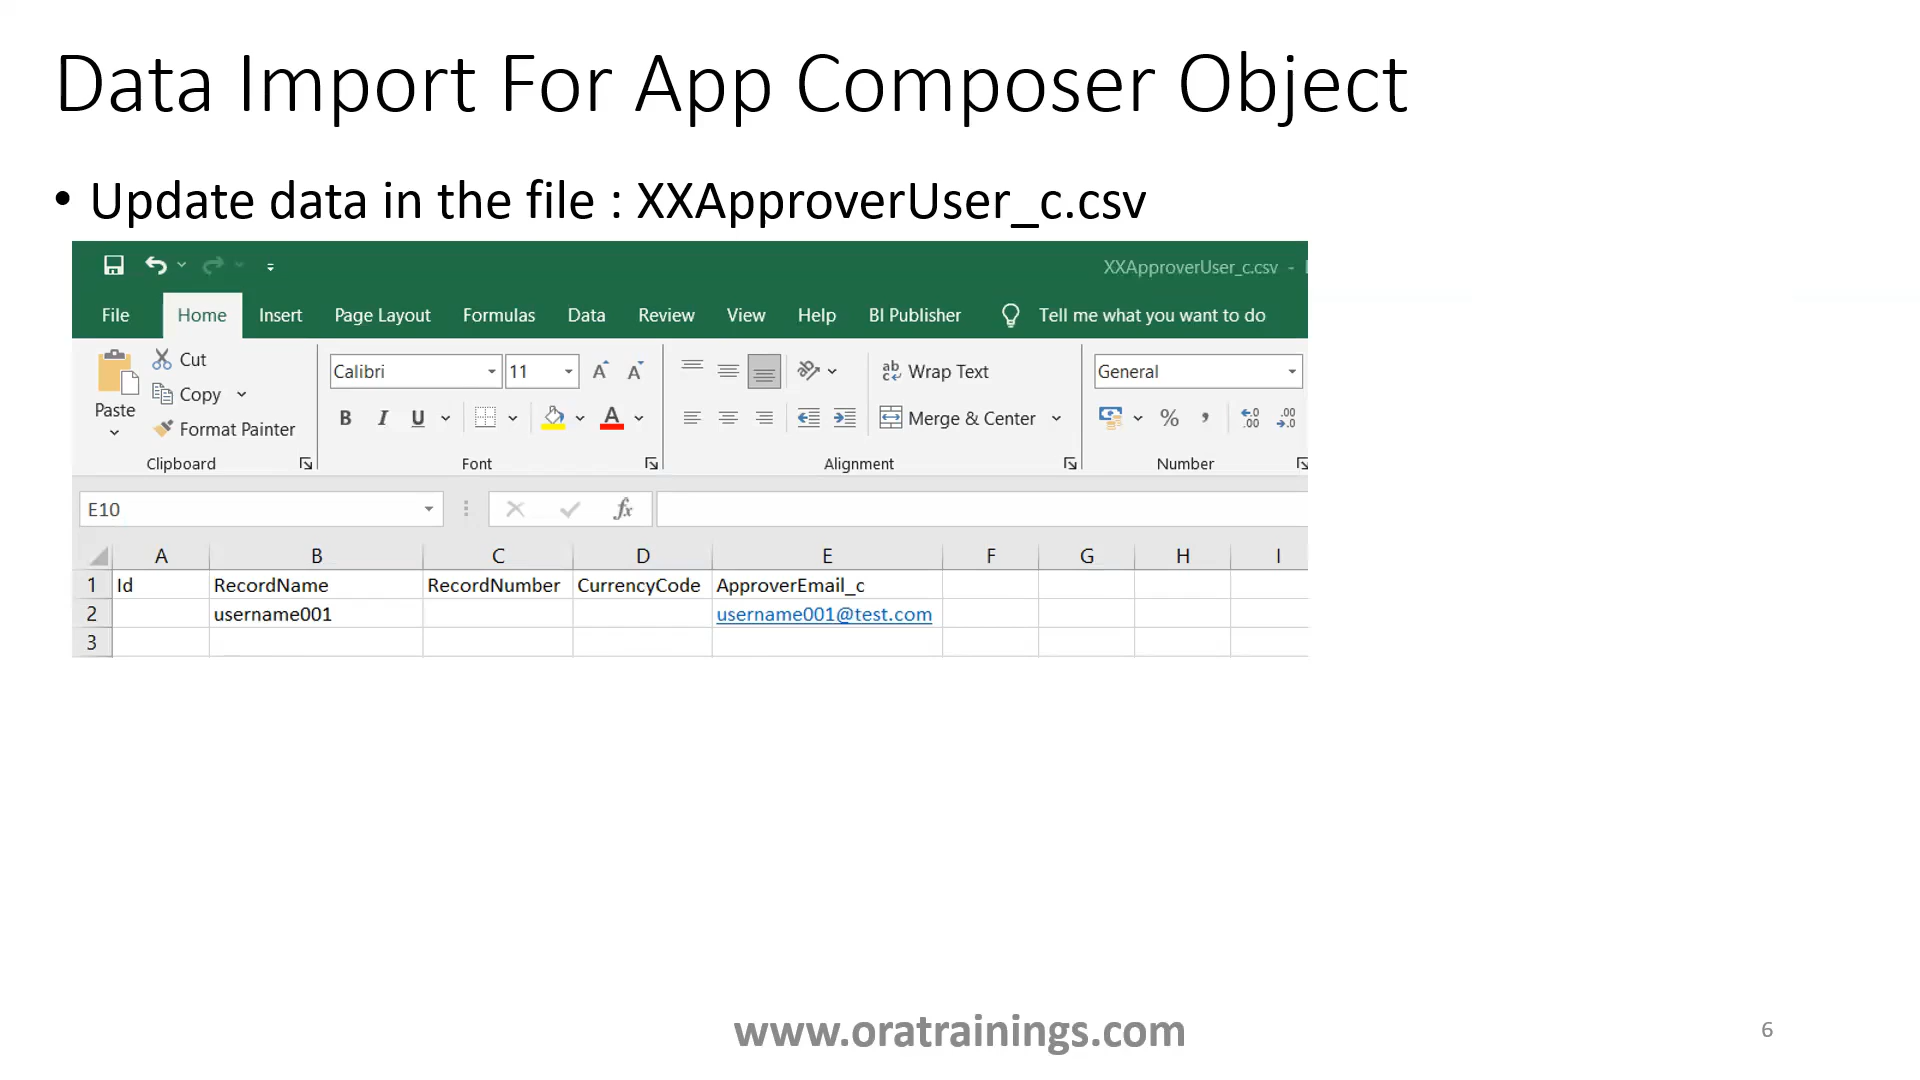 Data Import For App Composer Object
• Update data in the file : XXApproverUser_c.csv
XXApproverUser_c.csv -
File Home Insert Page Layout Formulas Data Review View Help BI Publisher Tell me what you want to do
Cut
Copy
Paste
Format Painter
Clipboard
Calibri 11
B I U A
Font
Wrap Text
Merge & Center
Alignment
General
% ,
Number
E10 fx
A B C D E F G H I
1 Id RecordName RecordNumber CurrencyCode ApproverEmail_c
2 username001 username001@test.com
3
www.oratrainings.com
6